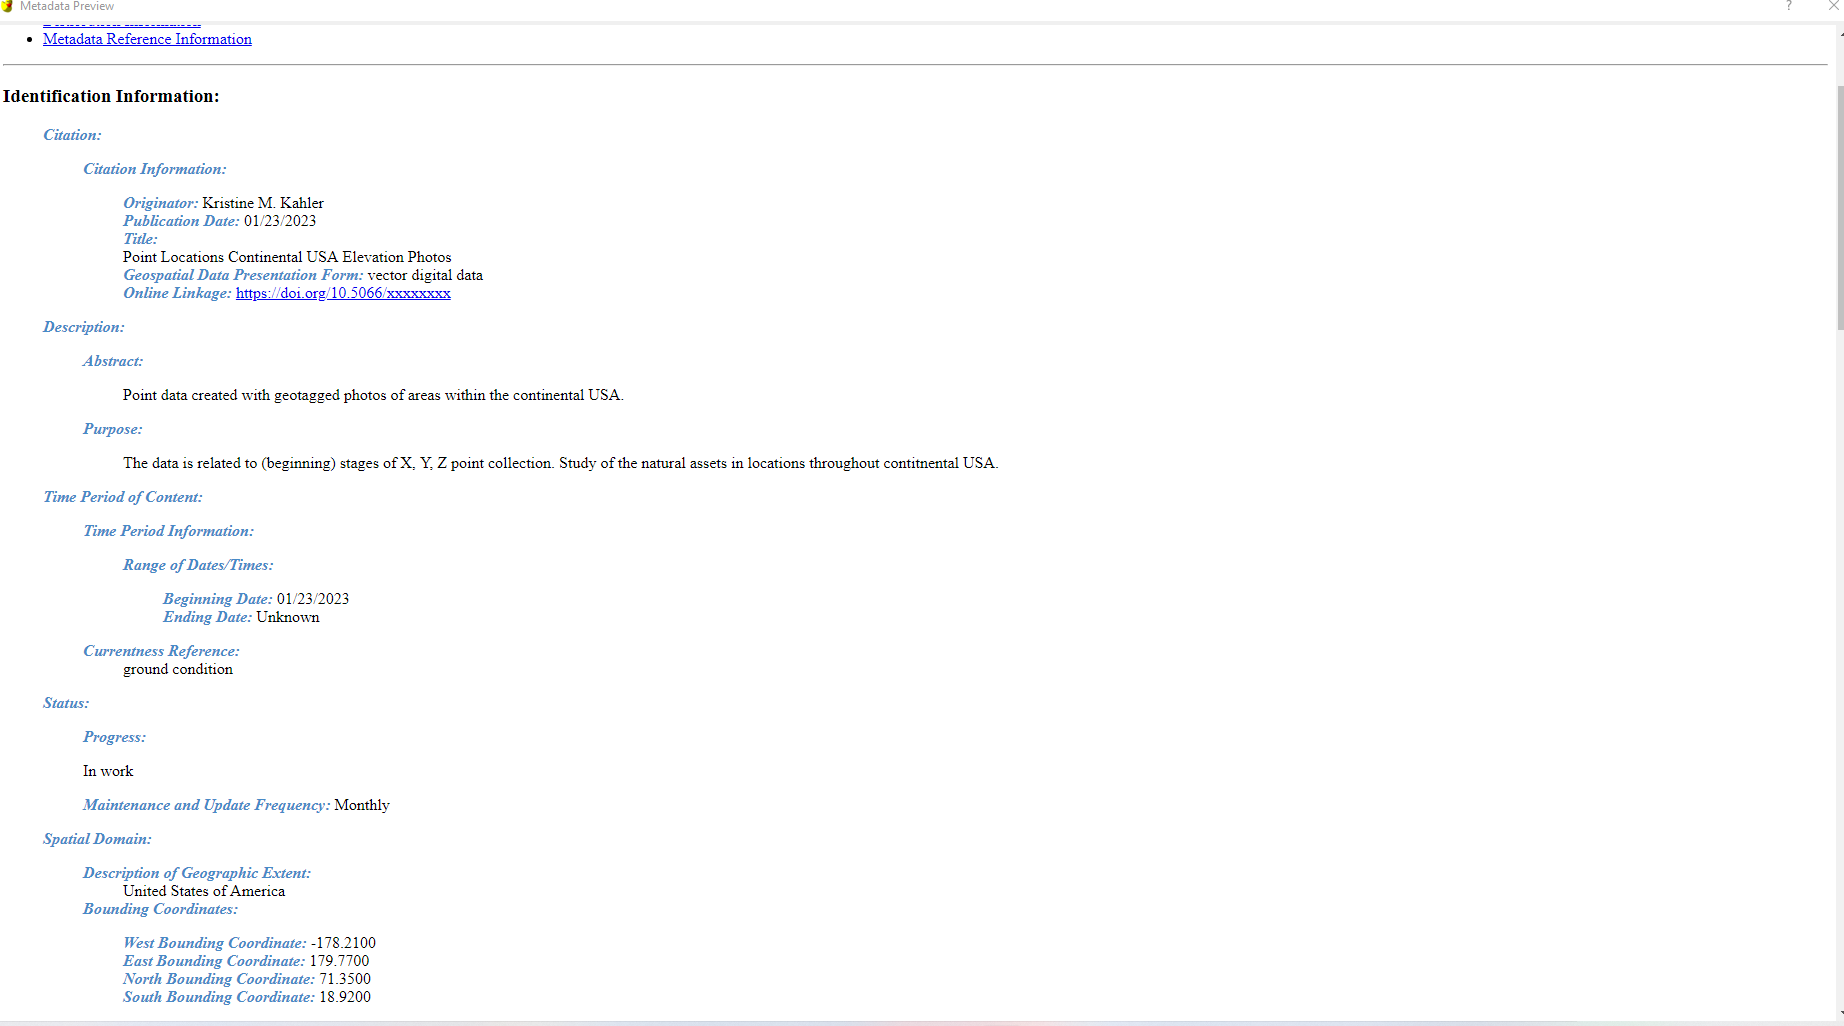 Metadata Preview
?
Metadata Reference Information
Identification Information:
Citation:
Citation Information:
Originator: Kristine M. Kahler
Publication Date: 01/23/2023
Title:
Point Locations Continental USA Elevation Photos
Geospatial Data Presentation Form: vector digital data
Online Linkage: https://doi.org/10.5066/xxxxxxxx
Description:
Abstract:
Point data created with geotagged photos of areas within the continental USA.
Purpose:
The data is related to (beginning) stages of X, Y, Z point collection. Study of the natural assets in locations throughout contitnental USA.
Time Period of Content:
Time Period Information:
Range of Dates/Times:
Beginning Date: 01/23/2023
Ending Date: Unknown
Currentness Reference:
ground condition
Status:
Progress:
In work
Maintenance and Update Frequency: Monthly
Spatial Domain:
Description of Geographic Extent:
United States of America
Bounding Coordinates:
West Bounding Coordinate: -178.2100
East Bounding Coordinate: 179.7700
North Bounding Coordinate: 71.3500
South Bounding Coordinate: 18.9200